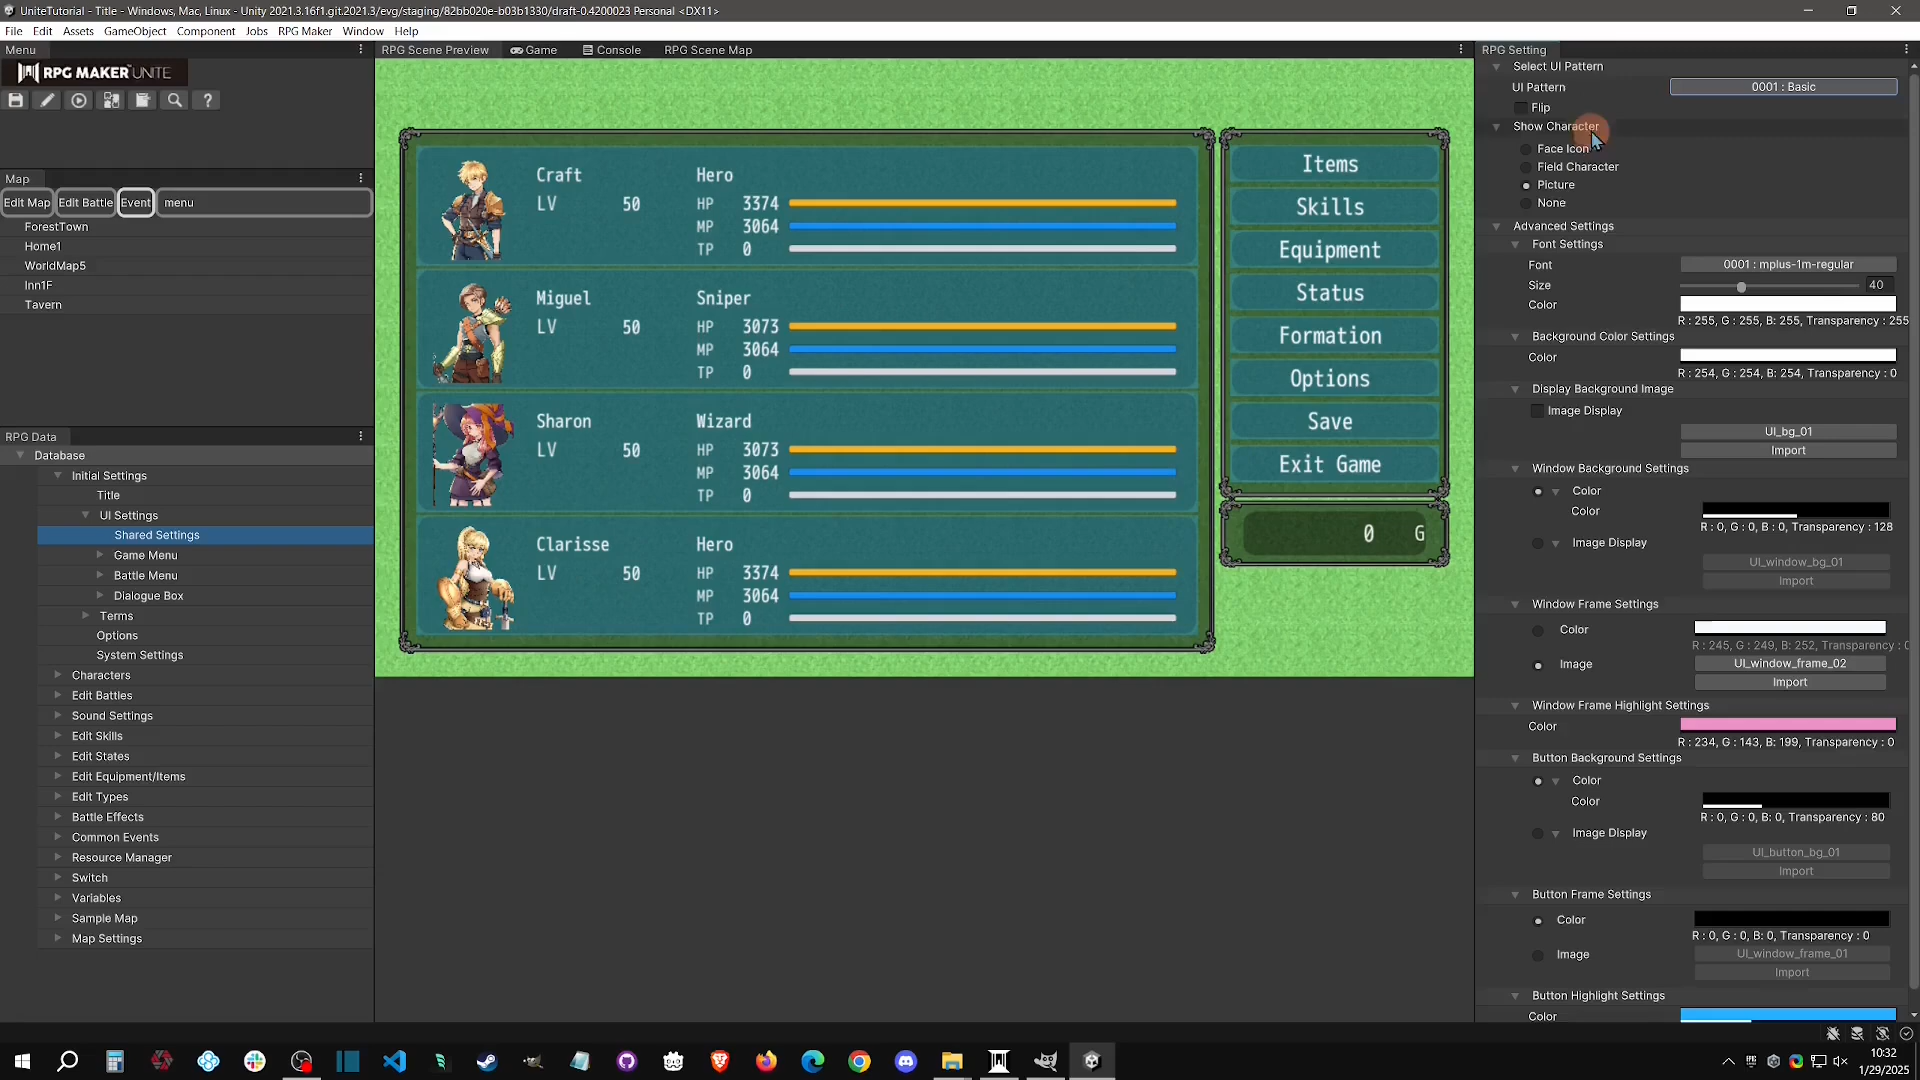 UniteTutorial - Title - Windows, Mac, Linux - Unity 2021.3.16f1.git.2021.3/evg/staging/82bb020e-b03b1330/draft-0.4200023 Personal <DX11>
File Edit Assets GameObject Component Jobs RPG Maker Window Help
Menu
RPG MAKER UNITE
?
Map
Edit Map Edit Battle Event menu
ForestTown
Home1
WorldMap5
Inn1F
Tavern
RPG Data
Database
Initial Settings
Title
UI Settings
Shared Settings
Game Menu
Battle Menu
Dialogue Box
Terms
Options
System Settings
Characters
Edit Battles
Sound Settings
Edit Skills
Edit States
Edit Equipment/Items
Edit Types
Battle Effects
Common Events
Resource Manager
Switch
Variables
Sample Map
Map Settings
RPG Scene Preview Game Console RPG Scene Map
Craft Hero
LV 50 HP 3374
MP 3064
TP 0
Miguel Sniper
LV 50 HP 3073
MP 3064
TP 0
Sharon Wizard
LV 50 HP 3073
MP 3064
TP 0
Clarisse Hero
LV 50 HP 3374
MP 3064
TP 0
Items
Skills
Equipment
Status
Formation
Options
Save
Exit Game
0 G
RPG Setting
Select UI Pattern
UI Pattern 0001 : Basic
Flip
Show Character
Face Icon
Field Character
Picture
None
Advanced Settings
Font Settings
Font 0001 : mplus-1m-regular
Size 40
Color
R : 255, G : 255, B: 255, Transparency : 255
Background Color Settings
Color
R : 254, G : 254, B: 254, Transparency : 0
Display Background Image
Image Display
UI_bg_01
Import
Window Background Settings
Color
Color
R : 0, G : 0, B : 0, Transparency : 128
Image Display
UI_window_bg_01
Import
Window Frame Settings
Color
R : 245, G : 249, B: 252, Transparency : 0
Image UI_window_frame_02
Import
Window Frame Highlight Settings
Color
R : 234, G : 143, B: 199, Transparency : 0
Button Background Settings
Color
Color
R : 0, G : 0, B: 0, Transparency : 80
Image Display
UI_button_bg_01
Import
Button Frame Settings
Color
R : 0, G : 0, B: 0, Transparency : 0
Image UI_window_frame_01
Import
Button Highlight Settings
Color
10:32
1/29/2025